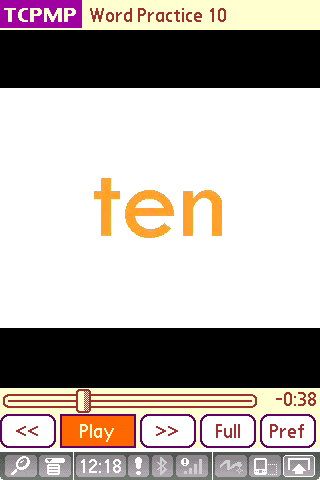 TCPMP Word Practice 10
ten
-0:38
<< Play >> Full Pref
12:18